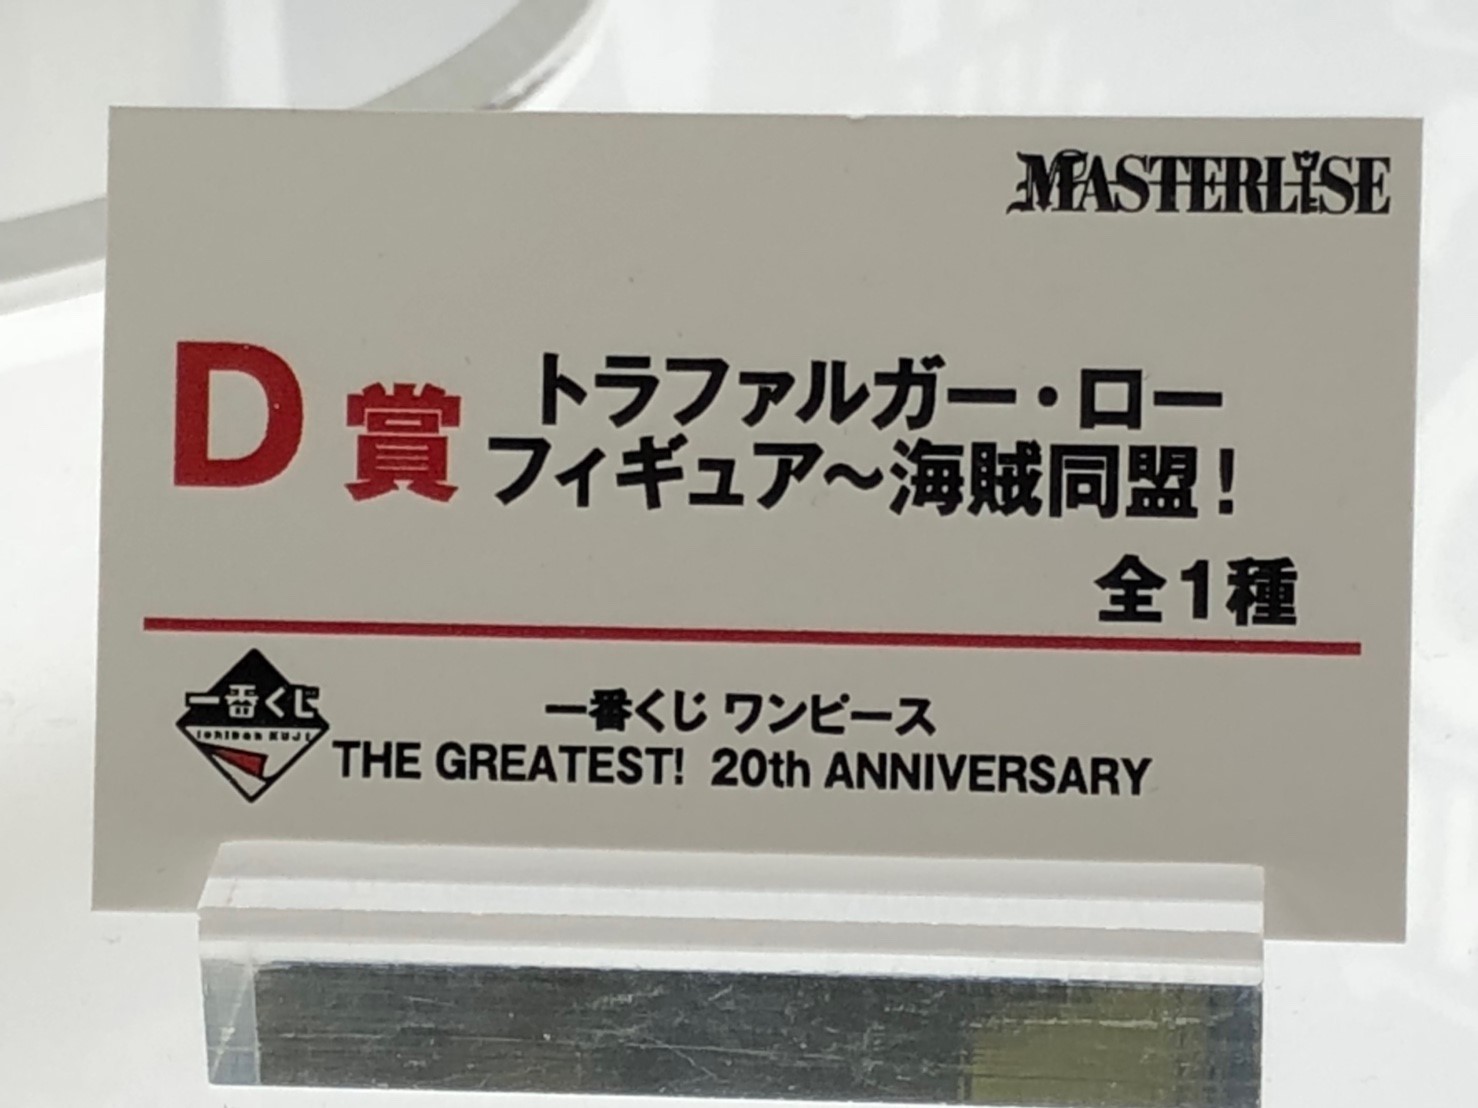 MASTERLISE
D賞
トラファルガー・ロー
フィギュア～海賊同盟！
全1種
一番くじ
Ichiban KUJI
一番くじ ワンピース
THE GREATEST! 20th ANNIVERSARY